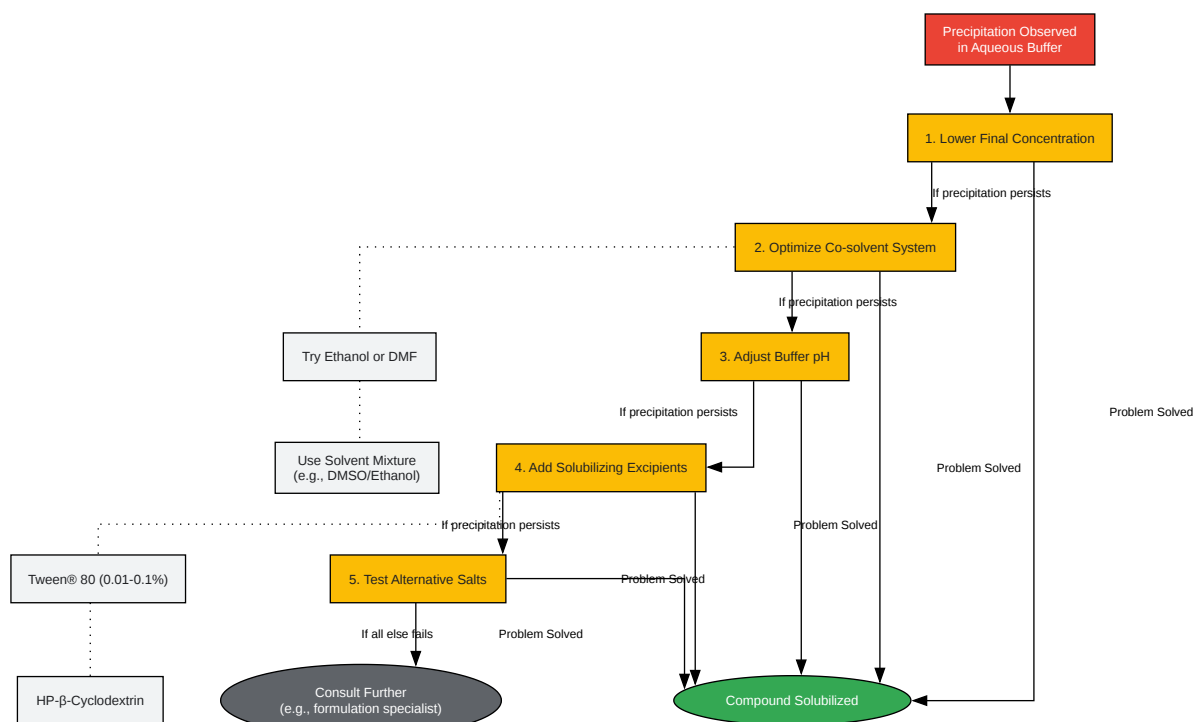 Precipitation Observed
in Aqueous Buffer
1. Lower Final Concentration
If precipitation persists
2. Optimize Co-solvent System
If precipitation persists
Try Ethanol or DMF
3. Adjust Buffer pH
If precipitation persists
Problem Solved
Use Solvent Mixture
(e.g., DMSO/Ethanol)
4. Add Solubilizing Excipients
Problem Solved
If precipitation persists
Problem Solved
Tween® 80 (0.01-0.1%)
5. Test Alternative Salts
Problem Solved
If all else fails
Problem Solved
HP-β-Cyclodextrin
Consult Further
(e.g., formulation specialist)
Compound Solubilized